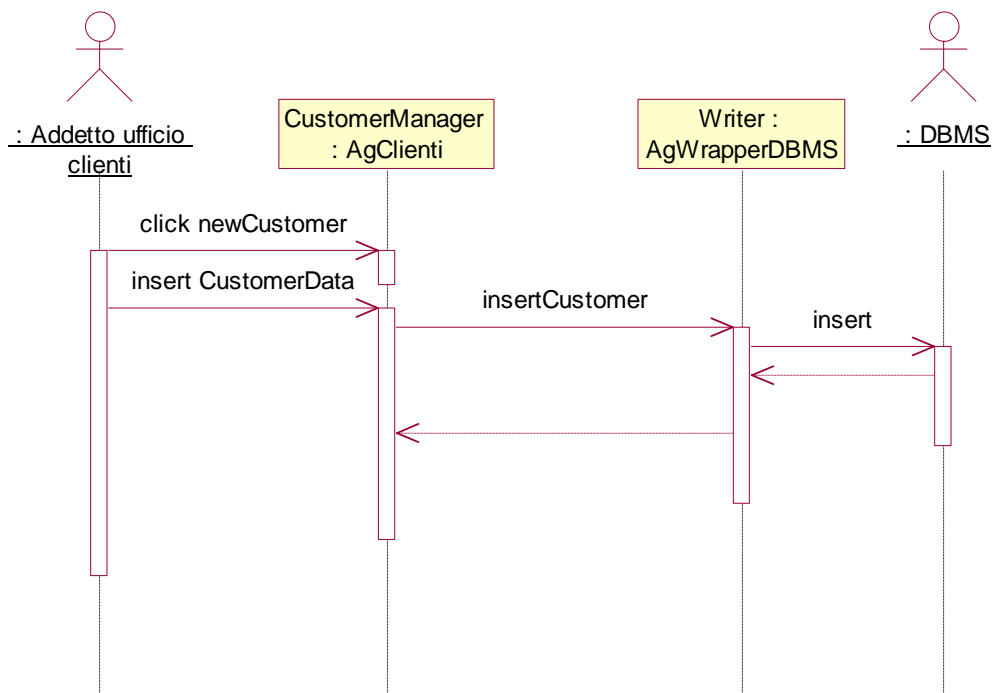 : Addetto ufficio
clienti
CustomerManager
: AgClienti
Writer :
AgWrapperDBMS
: DBMS
click newCustomer
insert CustomerData
insertCustomer
insert